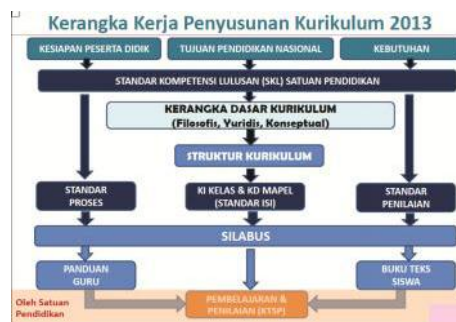 Kerangka Kerja Penyusunan Kurikulum 2013
KESIAPAN PESERTA DIDIK
TUJUAN PENDIDIKAN NASIONAL
KEBUTUHAN
STANDAR KOMPETENSI LULUSAN (SKL) SATUAN PENDIDIKAN
KERANGKA DASAR KURIKULUM
(Filosofis, Yuridis, Konseptual)
STRUKTUR KURIKULUM
STANDAR
PROSES
KI KELAS & KD MAPEL
(STANDAR ISI)
STANDAR
PENILAIAN
SILABUS
PANDUAN
GURU
BUKU TEKS
SISWA
Oleh Satuan
Pendidikan
PEMBELAJARAN &
PENILAIAN (KTSP)